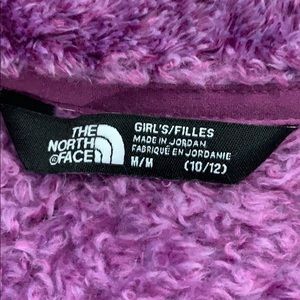 THE
NORTH
FACE
GIRL'S/FILLES
MADE IN JORDAN
FABRIQUÉ EN JORDANIE
M/M (10/12)